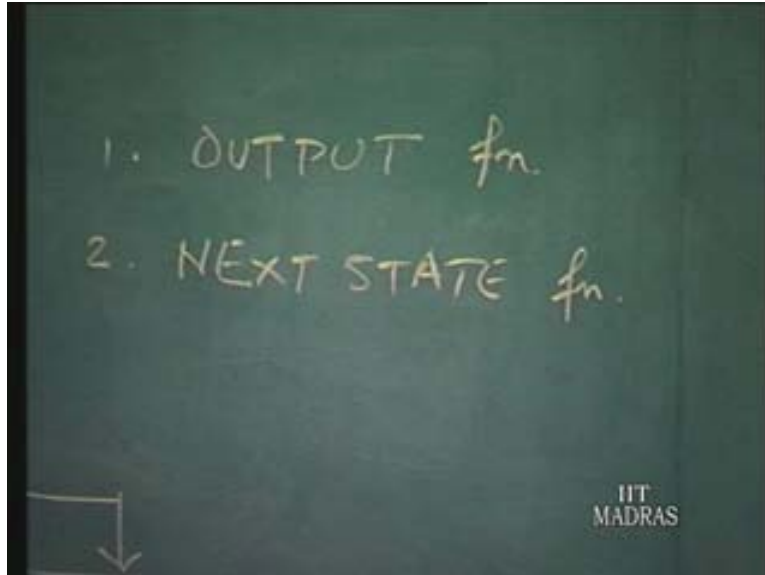 1. OUTPUT fn.
2. NEXT STATE fn.
IIT
MADRAS